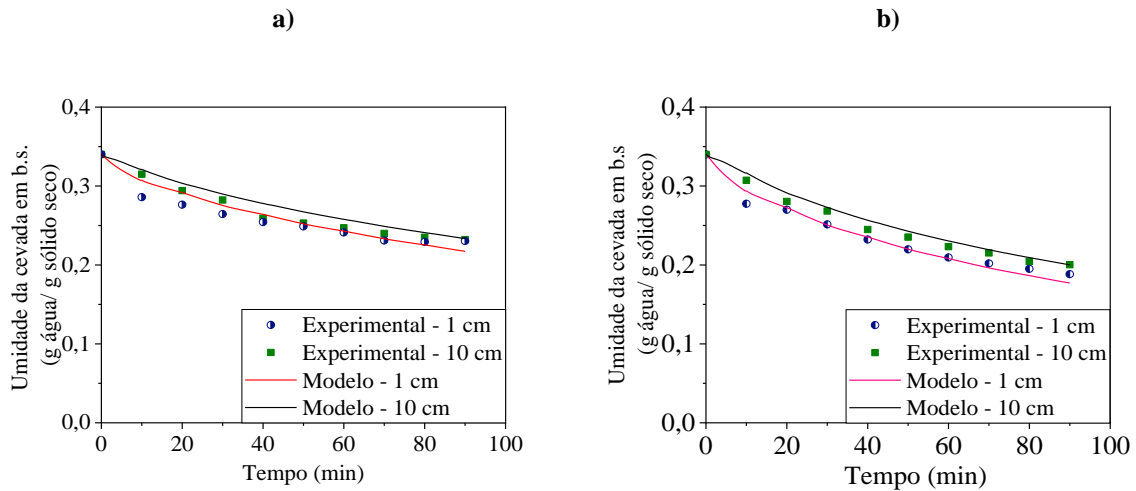 a)
Umidade da cevada em b.s.
(g água/ g sólido seco)
0,4
0,3
0,2
0,1
0,0
0
20
40
60
80
100
Tempo (min)
Experimental - 1 cm
Experimental - 10 cm
Modelo - 1 cm
Modelo - 10 cm
b)
Umidade da cevada em b.s
(g água/ g sólido seco)
0,4
0,3
0,2
0,1
0,0
0
20
40
60
80
100
Tempo (min)
Experimental - 1 cm
Experimental - 10 cm
Modelo - 1 cm
Modelo - 10 cm